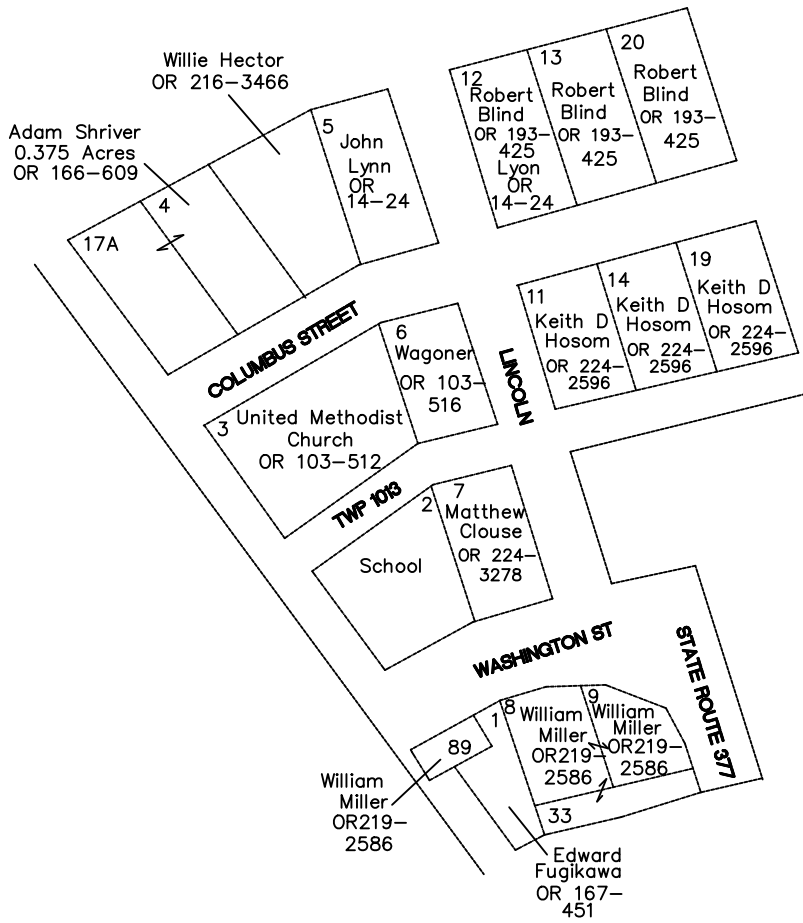 Willie Hector
OR 216-3466
Adam Shriver
0.375 Acres
OR 166-609
17A
4
5
John
Lynn
OR
14-24
12
Robert
Blind
OR 193-
425
Lyon
OR
14-24
13
Robert
Blind
OR 193-
425
20
Robert
Blind
OR 193-
425
COLUMBUS STREET
3
United Methodist
Church
OR 103-512
6
Wagoner
OR 103-
516
LINCOLN
11
Keith D
Hosom
OR 224-
2596
14
Keith D
Hosom
OR 224-
2596
19
Keith D
Hosom
OR 224-
2596
TWP 1013
2
School
7
Matthew
Clouse
OR 224-
3278
WASHINGTON ST
STATE ROUTE 377
89
William
Miller
OR219-
2586
1
8
William
Miller
OR219-
2586
9
William
Miller
OR219-
2586
33
Edward
Fugikawa
OR 167-
451